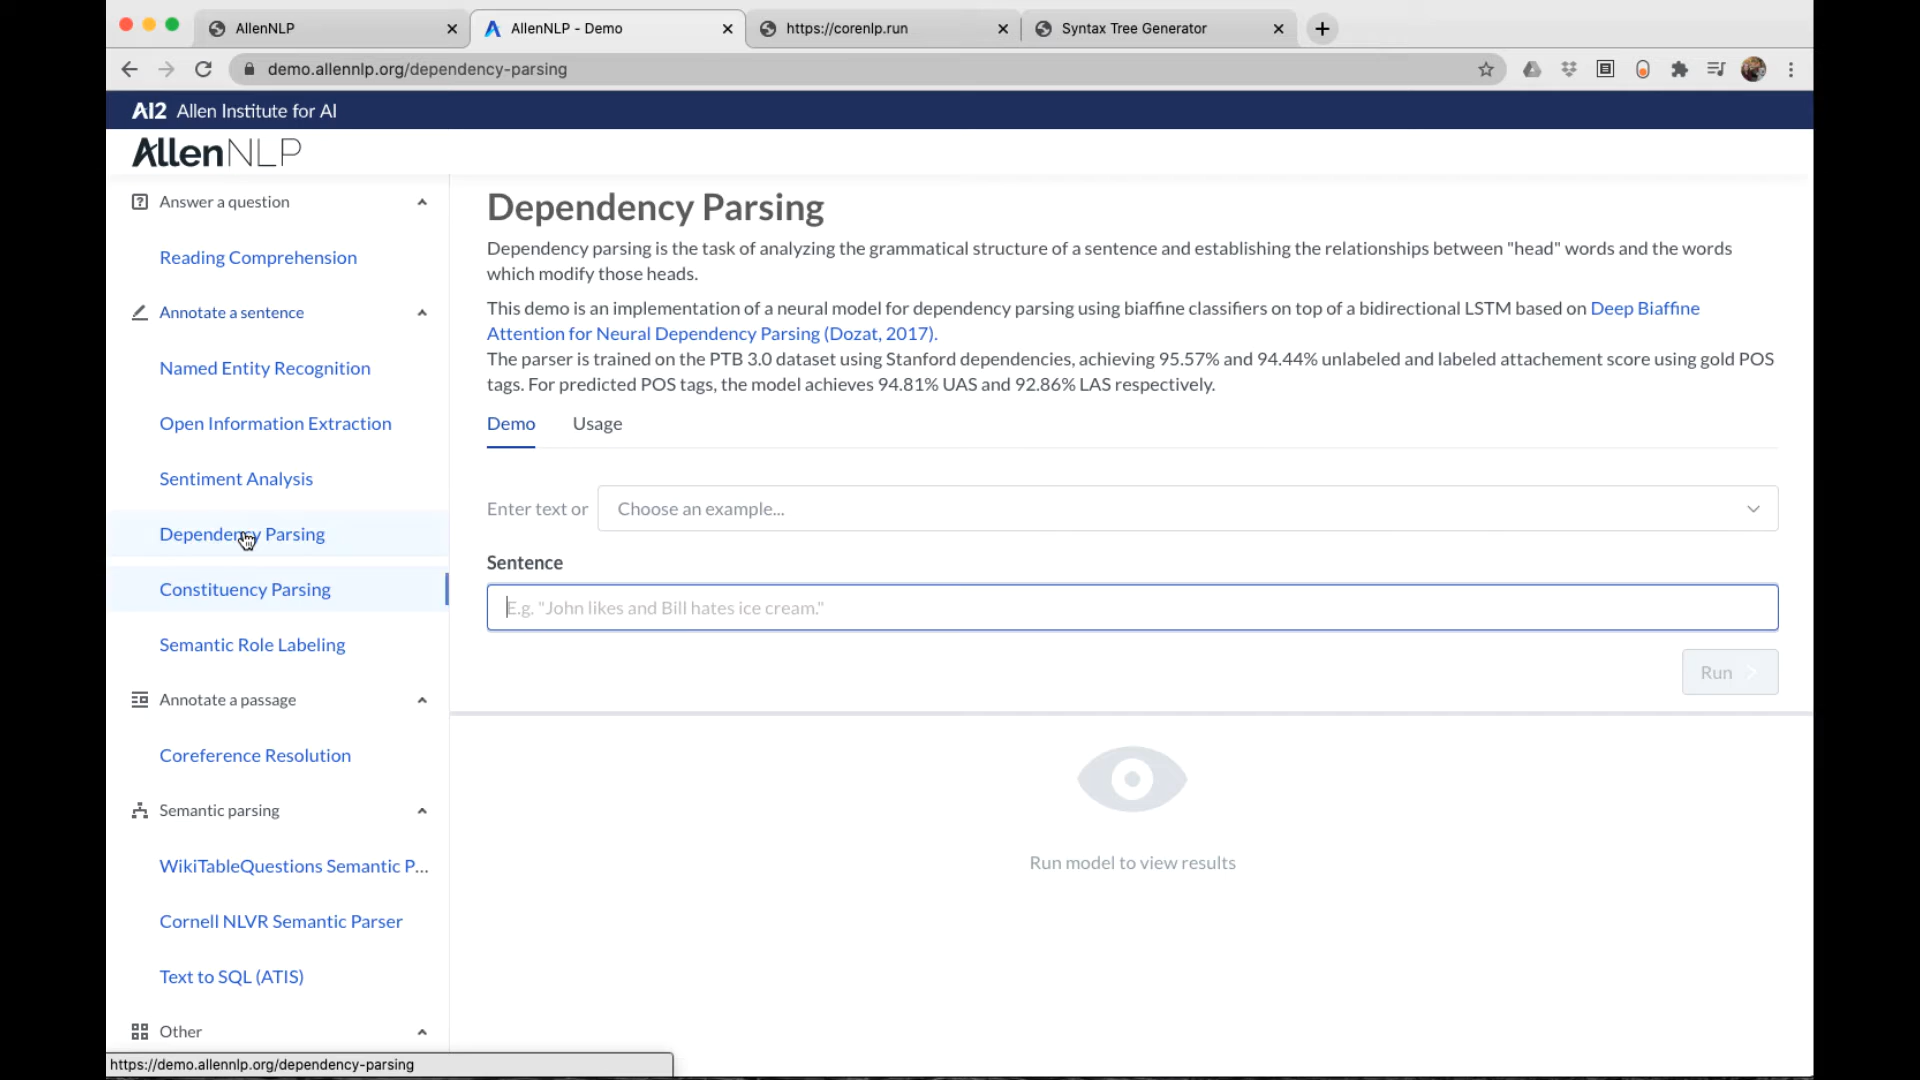 AllenNLP
AllenNLP - Demo
https://corenlp.run
Syntax Tree Generator
demo.allennlp.org/dependency-parsing
AI2 Allen Institute for AI
AllenNLP
Answer a question
Reading Comprehension
Annotate a sentence
Named Entity Recognition
Open Information Extraction
Sentiment Analysis
Dependency Parsing
Constituency Parsing
Semantic Role Labeling
Annotate a passage
Coreference Resolution
Semantic parsing
WikiTableQuestions Semantic P...
Cornell NLVR Semantic Parser
Text to SQL (ATIS)
Other
Dependency Parsing
Dependency parsing is the task of analyzing the grammatical structure of a sentence and establishing the relationships between "head" words and the words
which modify those heads.
This demo is an implementation of a neural model for dependency parsing using biaffine classifiers on top of a bidirectional LSTM based on Deep Biaffine
Attention for Neural Dependency Parsing (Dozat, 2017).
The parser is trained on the PTB 3.0 dataset using Stanford dependencies, achieving 95.57% and 94.44% unlabeled and labeled attachement score using gold POS
tags. For predicted POS tags, the model achieves 94.81% UAS and 92.86% LAS respectively.
Demo Usage
Enter text or Choose an example...
Sentence
E.g. "John likes and Bill hates ice cream."
Run
Run model to view results
https://demo.allennlp.org/dependency-parsing